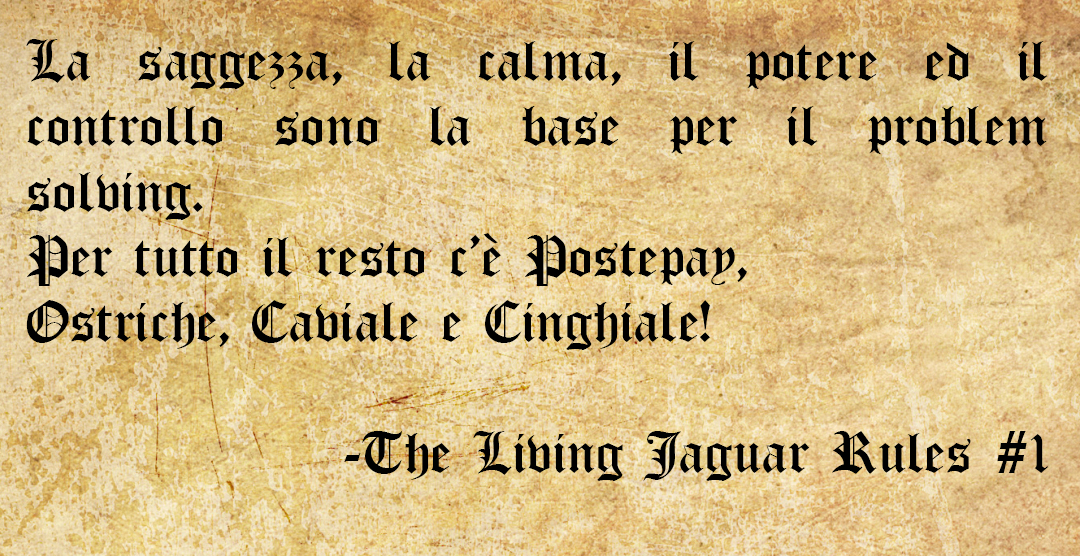 La saggezza, la calma, il potere ed il
controllo sono la base per il problem
solving.
Per tutto il resto c'è Postepay,
Ostriche, Caviale e Cinghiale!
-The Living Jaguar Rules #1